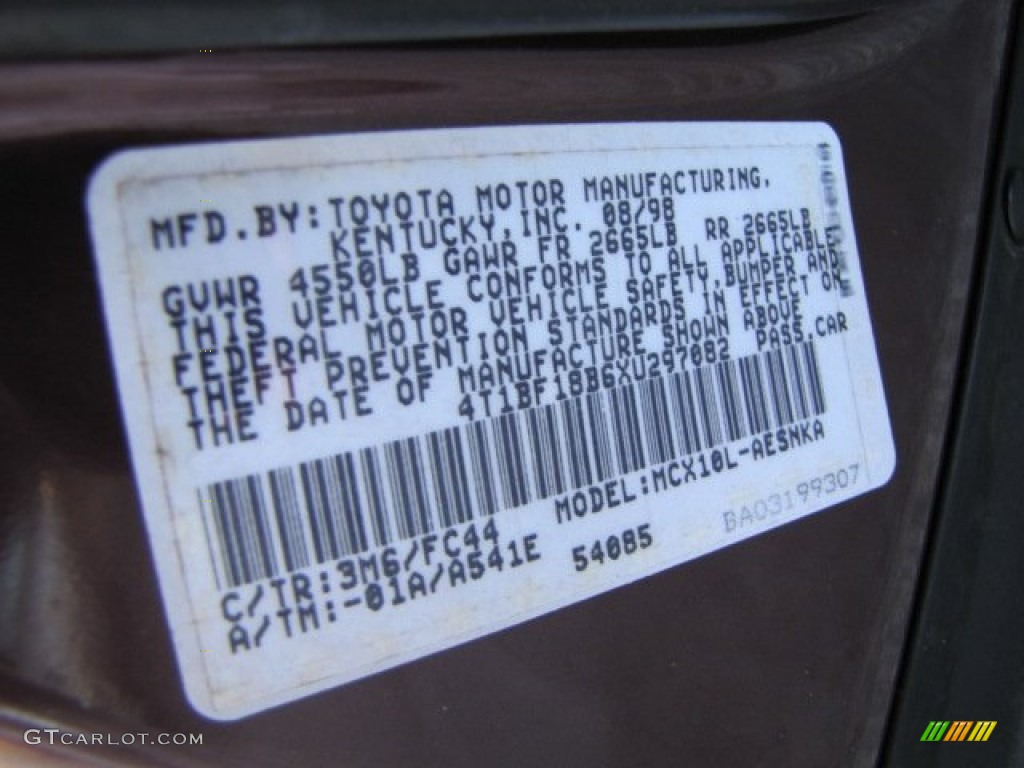 MFD.BY:TOYOTA MOTOR MANUFACTURING,
KENTUCKY,INC. 08/98
GVWR 4550LB GAWR FR 2665LB RR 2665LB
THIS VEHICLE CONFORMS TO ALL APPLICABLE
FEDERAL MOTOR VEHICLE SAFETY,BUMPER,AND
THEFT PREVENTION STANDARDS IN EFFECT ON
THE DATE OF MANUFACTURE SHOWN ABOVE
4T1BF18B6XU297082 PASS.CAR
C/TR:3M6/FC44 MODEL:MCX10L-AESNKA
A/TM:-01A/A541E 54085 BA03199307
GTCARLOT.COM